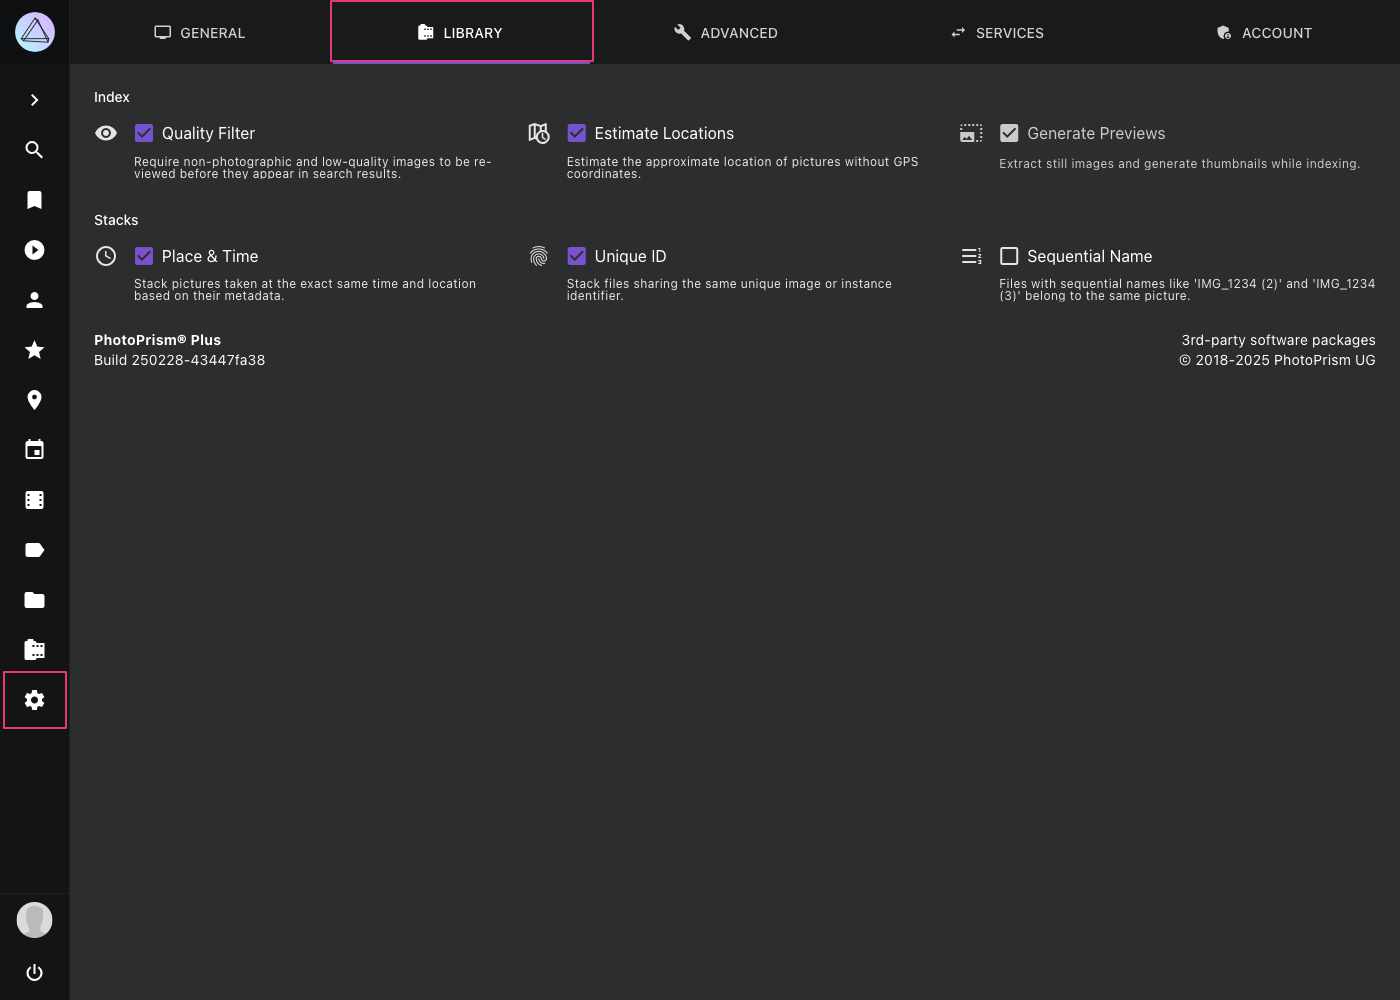 GENERAL
LIBRARY
ADVANCED
SERVICES
ACCOUNT
Index
Quality Filter
Require non-photographic and low-quality images to be re-
viewed before they appear in search results.
Estimate Locations
Estimate the approximate location of pictures without GPS
coordinates.
Generate Previews
Extract still images and generate thumbnails while indexing.
Stacks
Place & Time
Stack pictures taken at the exact same time and location
based on their metadata.
Unique ID
Stack files sharing the same unique image or instance
identifier.
Sequential Name
Files with sequential names like 'IMG_1234 (2)' and 'IMG_1234
(3)' belong to the same picture.
PhotoPrism® Plus
Build 250228-43447fa38
3rd-party software packages
© 2018-2025 PhotoPrism UG